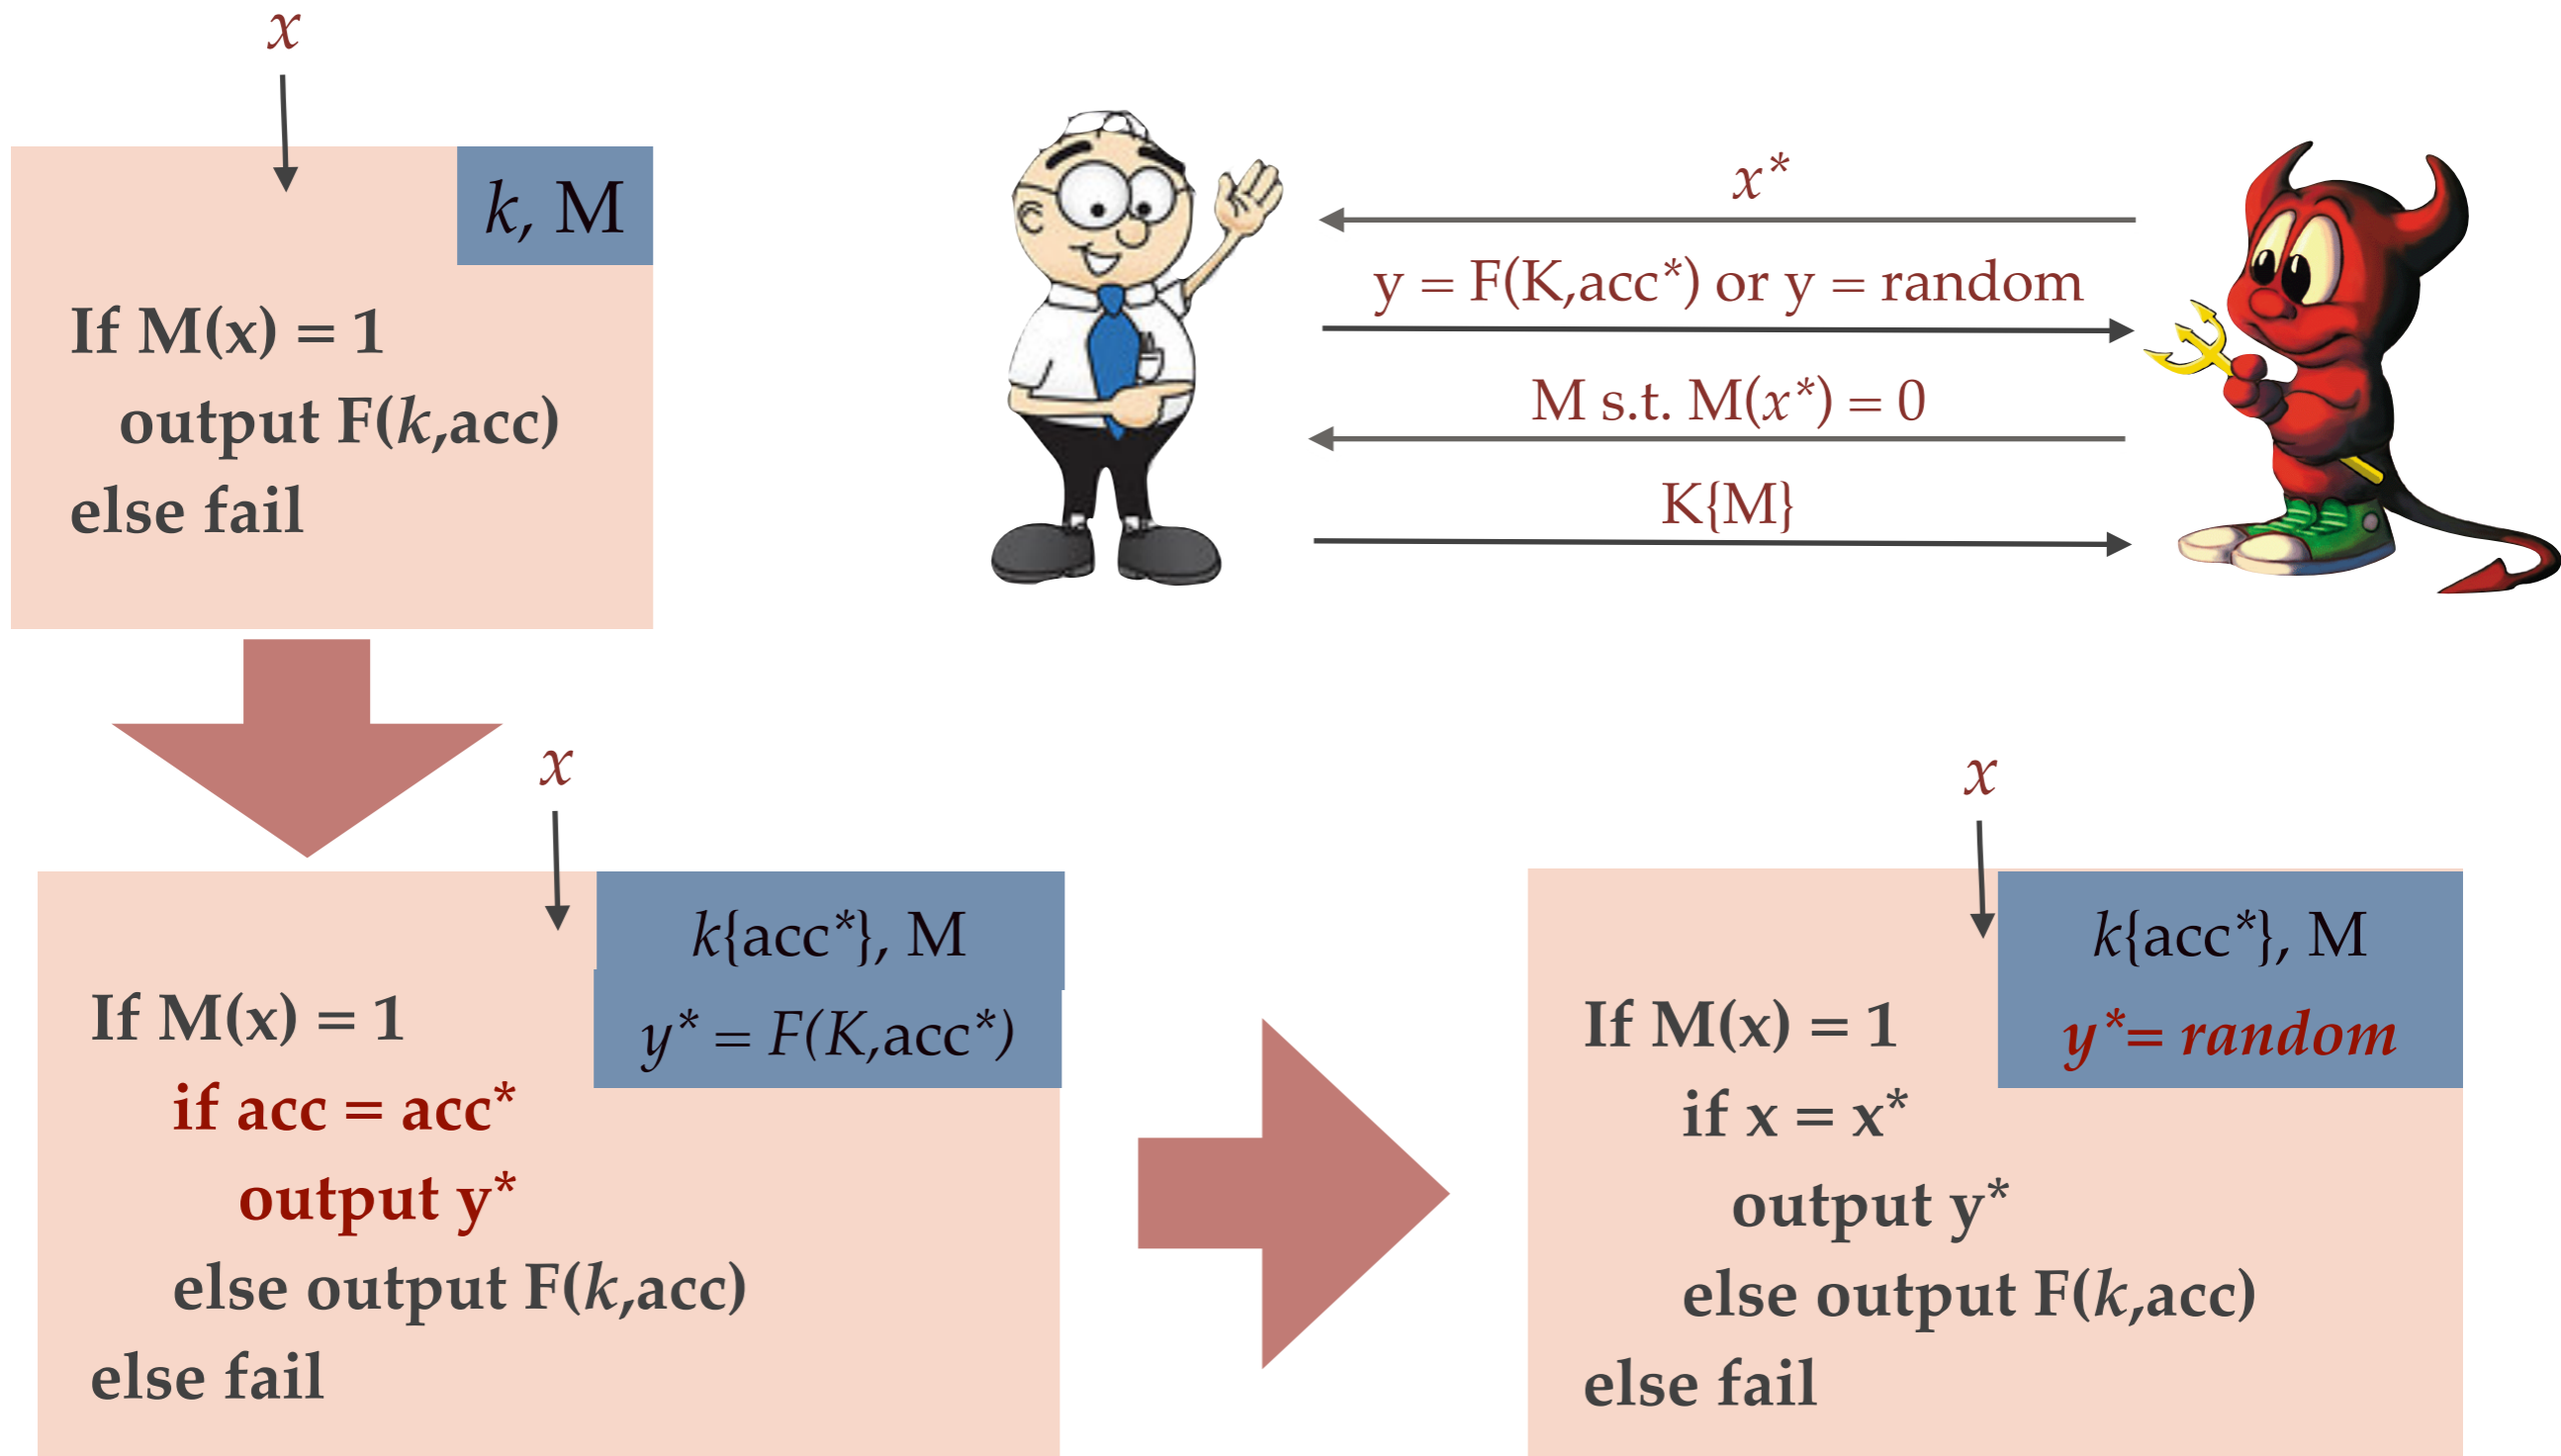 x
k, M
If M(x) = 1
output F(k,acc)
else fail
x*
y = F(K,acc*) or y = random
M s.t. M(x*) = 0
K{M}
x
k{acc*}, M
y* = F(K,acc*)
If M(x) = 1
if acc = acc*
output y*
else output F(k,acc)
else fail
x
k{acc*}, M
y*= random
If M(x) = 1
if x = x*
output y*
else output F(k,acc)
else fail